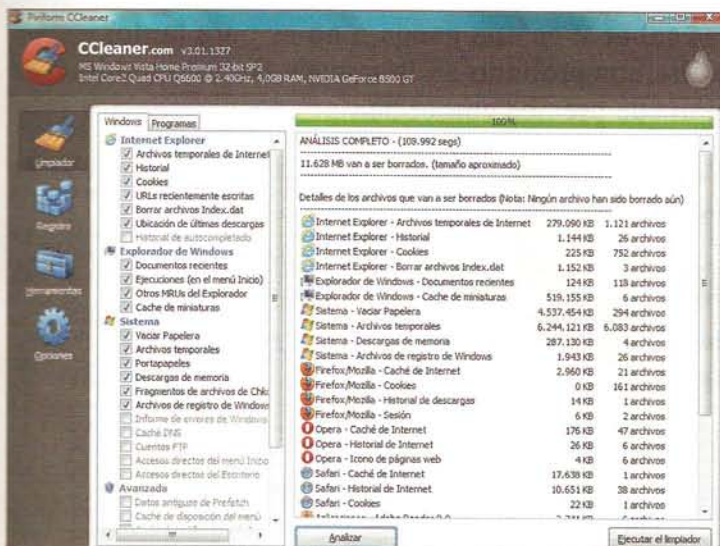 Piriform CCleaner
CCleaner.com v3.01.1327
MS Windows Vista Home Premium 32-bit SP2
Intel Core2 Quad CPU Q6600 @ 2.40GHz, 4,0GB RAM, NVIDIA GeForce 8500 GT
Limpiador
Registro
Herramientas
Opciones
Windows Programas
Internet Explorer
Archivos temporales de Internet
Historial
Cookies
URLs recientemente escritas
Borrar archivos Index.dat
Ubicación de últimas descargas
Historial de autocompletado
Explorador de Windows
Documentos recientes
Ejecuciones (en el menú Inicio)
Otros MRUs del Explorador
Cache de miniaturas
Sistema
Vaciar Papelera
Archivos temporales
Portapapeles
Descargas de memoria
Fragmentos de archivos de Chk
Archivos de registro de Windows
Informe de errores de Windows
Caché DNS
Cuentas FTP
Accesos directos del menú Inicio
Accesos directos del Escritorio
Avanzada
Datos antiguos de Prefetch
Cache de disposición del menú
100%
ANÁLISIS COMPLETO - (109.992 segs)
11.628 MB van a ser borrados. (tamaño aproximado)
Detalles de los archivos que van a ser borrados (Nota: Ningún archivo han sido borrado aún)
Internet Explorer - Archivos temporales de Internet 279.090 KB 1.121 archivos
Internet Explorer - Historial 1.144 KB 26 archivos
Internet Explorer - Cookies 225 KB 752 archivos
Internet Explorer - Borrar archivos Index.dat 1.152 KB 3 archivos
Explorador de Windows - Documentos recientes 124 KB 118 archivos
Explorador de Windows - Cache de miniaturas 519.155 KB 6 archivos
Sistema - Vaciar Papelera 4.537.454 KB 294 archivos
Sistema - Archivos temporales 6.244.121 KB 6.083 archivos
Sistema - Descargas de memoria 287.130 KB 4 archivos
Sistema - Archivos de registro de Windows 1.943 KB 26 archivos
Firefox/Mozilla - Caché de Internet 2.960 KB 21 archivos
Firefox/Mozilla - Cookies 0 KB 161 archivos
Firefox/Mozilla - Historial de descargas 14 KB 1 archivos
Firefox/Mozilla - Sesión 6 KB 2 archivos
Opera - Caché de Internet 176 KB 47 archivos
Opera - Historial de Internet 26 KB 6 archivos
Opera - Icono de páginas web 4 KB 6 archivos
Safari - Caché de Internet 17.638 KB 1 archivos
Safari - Historial de Internet 10.651 KB 38 archivos
Safari - Cookies 22 KB 1 archivos
Analizar
Ejecutar el limpiador